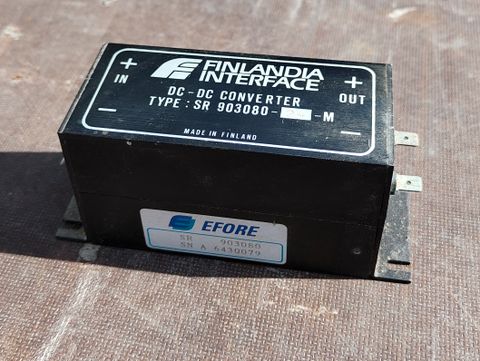 FINLANDIA
INTERFACE
+
IN
-
DC-DC CONVERTER
TYPE: SR 903080-   -M
+
OUT
-
MADE IN FINLAND
EFORE
SR 903080
SN A 6430079